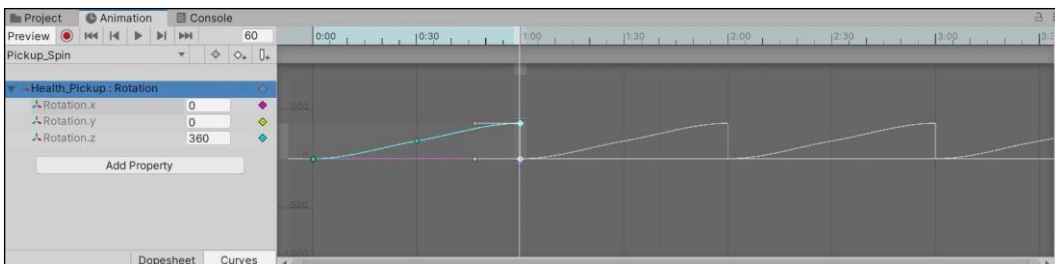 Project Animation Console
Preview 60 0:00 0:30 1:00 1:30 2:00 2:30 3:00
Pickup_Spin
Health_Pickup : Rotation
Rotation.x 0
500
Rotation.y 0
Rotation.z 360
0
Add Property
-500
Dopesheet Curves